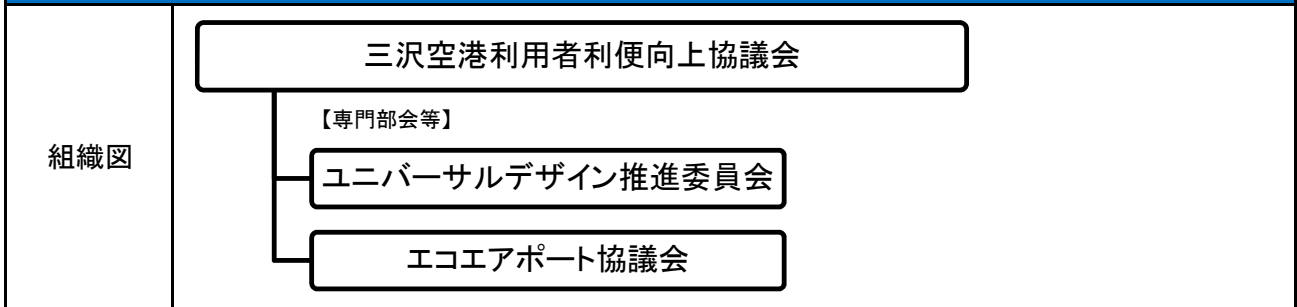 組織図
三沢空港利用者利便向上協議会
【専門部会等】
ユニバーサルデザイン推進委員会
エコエアポート協議会